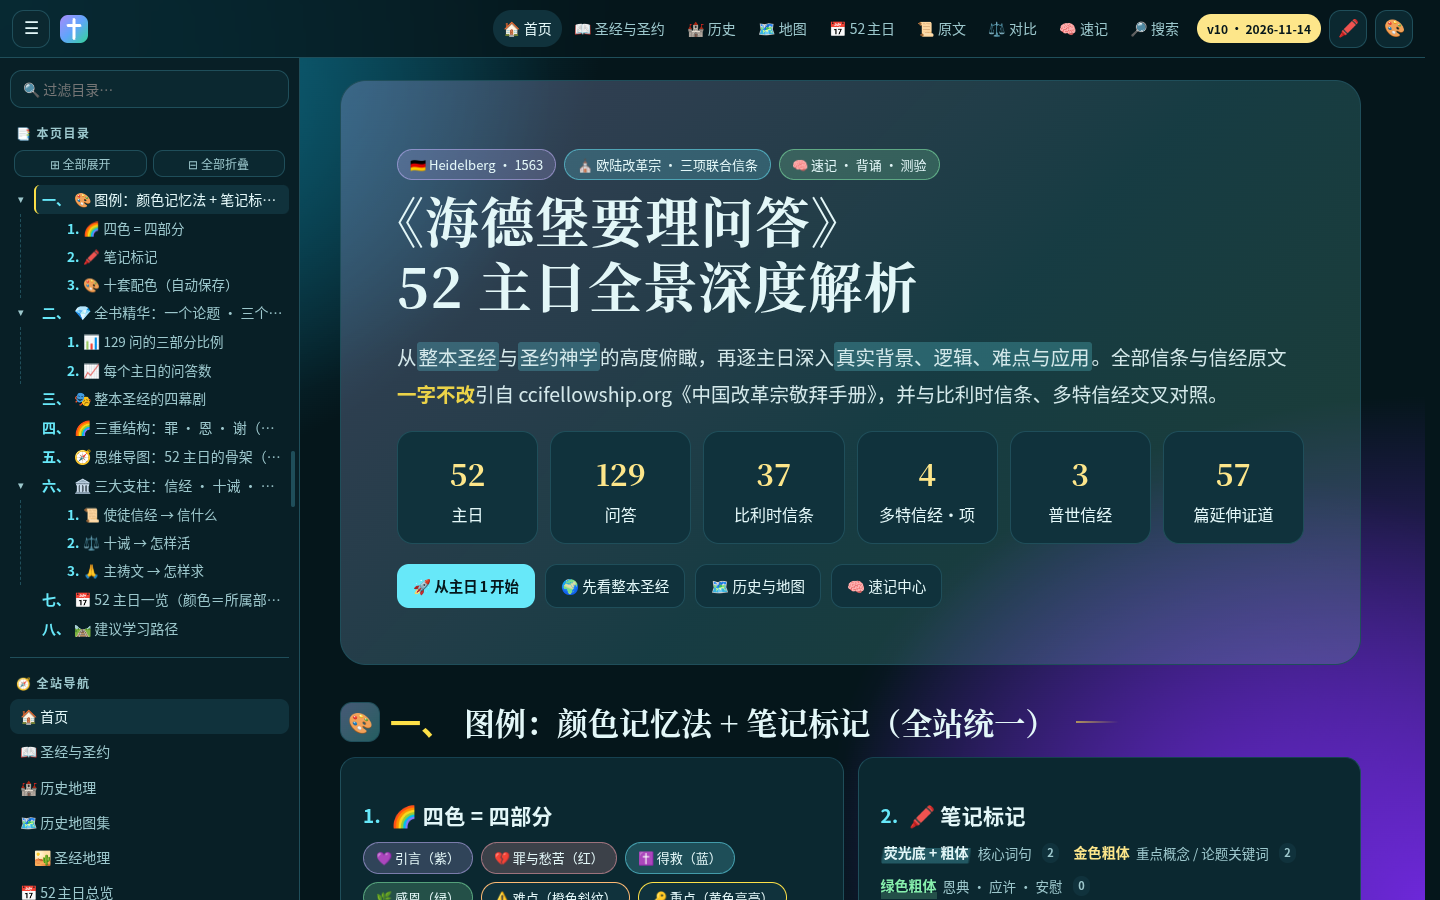 ☰ ✝ 🏠 首页 📖 圣经与圣约 🏰 历史 🗺️ 地图 📅 52 主日 📜 原文 ⚖️ 对比 🧠 速记 🔎 搜索 v10 · 2026-11-14 🖍️ 🎨
🔍 过滤目录…
📑 本页目录
⊞ 全部展开 ⊟ 全部折叠
▾ 一、 🎨 图例：颜色记忆法 + 笔记标…
1. 🌈 四色 = 四部分
2. 🖍️ 笔记标记
3. 🎨 十套配色（自动保存）
▾ 二、 💎 全书精华：一个论题 · 三个…
1. 📊 129 问的三部分比例
2. 📈 每个主日的问答数
三、 🎭 整本圣经的四幕剧
四、 🌈 三重结构：罪 · 恩 · 谢（…
五、 🧭 思维导图：52 主日的骨架（…
▾ 六、 🏛️ 三大支柱：信经 · 十诫 · …
1. 📜 使徒信经 → 信什么
2. ⚖️ 十诫 → 怎样活
3. 🙏 主祷文 → 怎样求
七、 📅 52 主日一览（颜色＝所属部…
八、 🛤️ 建议学习路径
🧭 全站导航
🏠 首页
📖 圣经与圣约
🏰 历史地理
🗺️ 历史地图集
🏜️ 圣经地理
📅 52 主日总览
🇩🇪 Heidelberg · 1563 ⛪ 欧陆改革宗 · 三项联合信条 🧠 速记 · 背诵 · 测验
《海德堡要理问答》
52 主日全景深度解析
从整本圣经与圣约神学的高度俯瞰，再逐主日深入真实背景、逻辑、难点与应用。全部信条与信经原文
一字不改引自 ccifellowship.org《中国改革宗敬拜手册》，并与比利时信条、多特信经交叉对照。
52 129 37 4 3 57
主日 问答 比利时信条 多特信经 · 项 普世信经 篇延伸证道
🚀 从主日 1 开始 🌍 先看整本圣经 🗺️ 历史与地图 🧠 速记中心
🎨 一、 图例：颜色记忆法 + 笔记标记（全站统一）
1. 🌈 四色 = 四部分
💜 引言（紫） 💔 罪与愁苦（红） ✝️ 得救（蓝）
🌿 感恩（绿） ⚠️ 难点（橙色斜纹） 🔑 重点（黄色高亮）
2. 🖍️ 笔记标记
荧光底 + 粗体 核心词句 2 金色粗体 重点概念 / 论题关键词 2
绿色粗体 恩典 · 应许 · 安慰 0